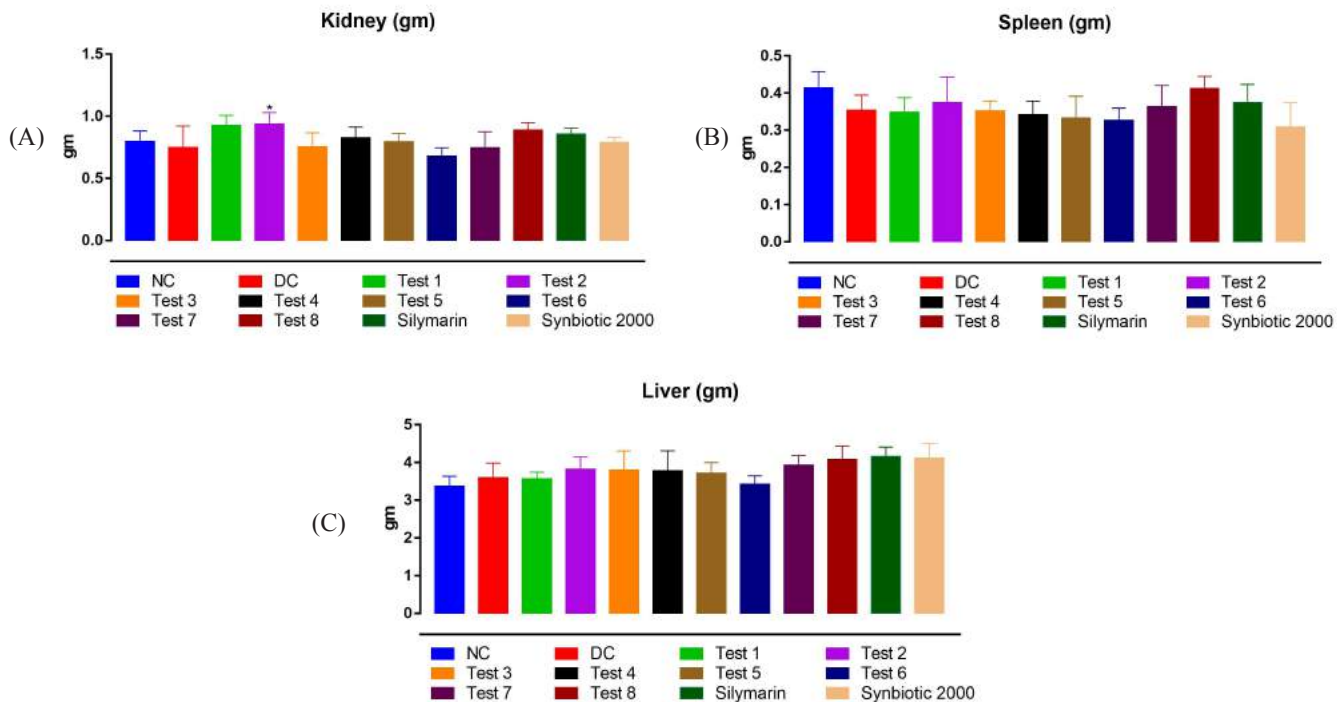 Kidney (gm)
(A)
gm
1.5
1.0
0.5
0.0
*
NC DC Test 1 Test 2
Test 3 Test 4 Test 5 Test 6
Test 7 Test 8 Silymarin Synbiotic 2000
Spleen (gm)
(B)
gm
0.5
0.4
0.3
0.2
0.1
0.0
NC DC Test 1 Test 2
Test 3 Test 4 Test 5 Test 6
Test 7 Test 8 Silymarin Synbiotic 2000
Liver (gm)
(C)
gm
5
4
3
2
1
0
NC DC Test 1 Test 2
Test 3 Test 4 Test 5 Test 6
Test 7 Test 8 Silymarin Synbiotic 2000